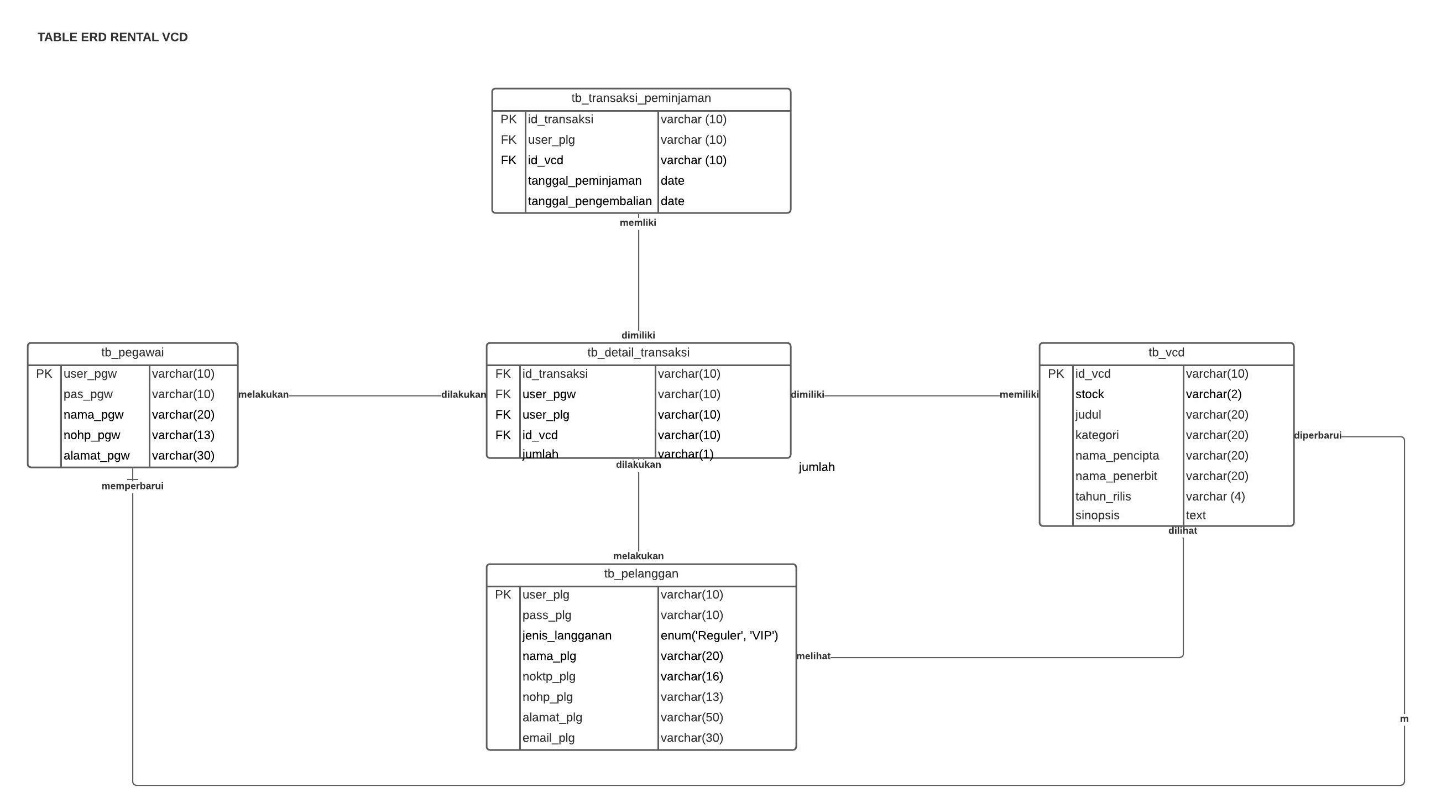 TABLE ERD RENTAL VCD
tb_transaksi_peminjaman
PK id_transaksi varchar (10)
FK user_plg varchar (10)
FK id_vcd varchar (10)
tanggal_peminjaman date
tanggal_pengembalian date
memliki
dimiliki
tb_pegawai
PK user_pgw varchar(10)
pas_pgw varchar(10)
nama_pgw varchar(20)
nohp_pgw varchar(13)
alamat_pgw varchar(30)
melakukan
dilakukan
memperbarui
tb_detail_transaksi
FK id_transaksi varchar(10)
FK user_pgw varchar(10)
FK user_plg varchar(10)
FK id_vcd varchar(10)
jumlah varchar(1)
dimiliki
memiliki
dilakukan
jumlah
tb_vcd
PK id_vcd varchar(10)
stock varchar(2)
judul varchar(20)
kategori varchar(20)
nama_pencipta varchar(20)
nama_penerbit varchar(20)
tahun_rilis varchar (4)
sinopsis text
diperbarui
dilihat
melakukan
tb_pelanggan
PK user_plg varchar(10)
pass_plg varchar(10)
jenis_langganan enum('Reguler', 'VIP')
nama_plg varchar(20)
noktp_plg varchar(16)
nohp_plg varchar(13)
alamat_plg varchar(50)
email_plg varchar(30)
melihat
m